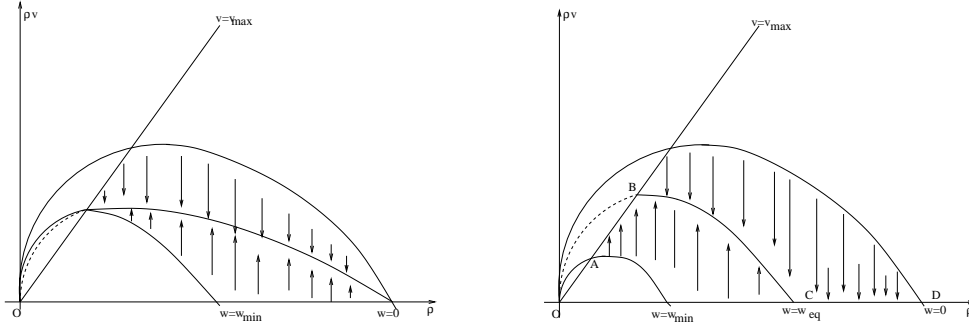 ρv
v=v_max
O
w=w_min
w=0
ρ
ρv
v=v_max
B
A
O
w=w_min
C
w=w_eq
D
w=0
ρ